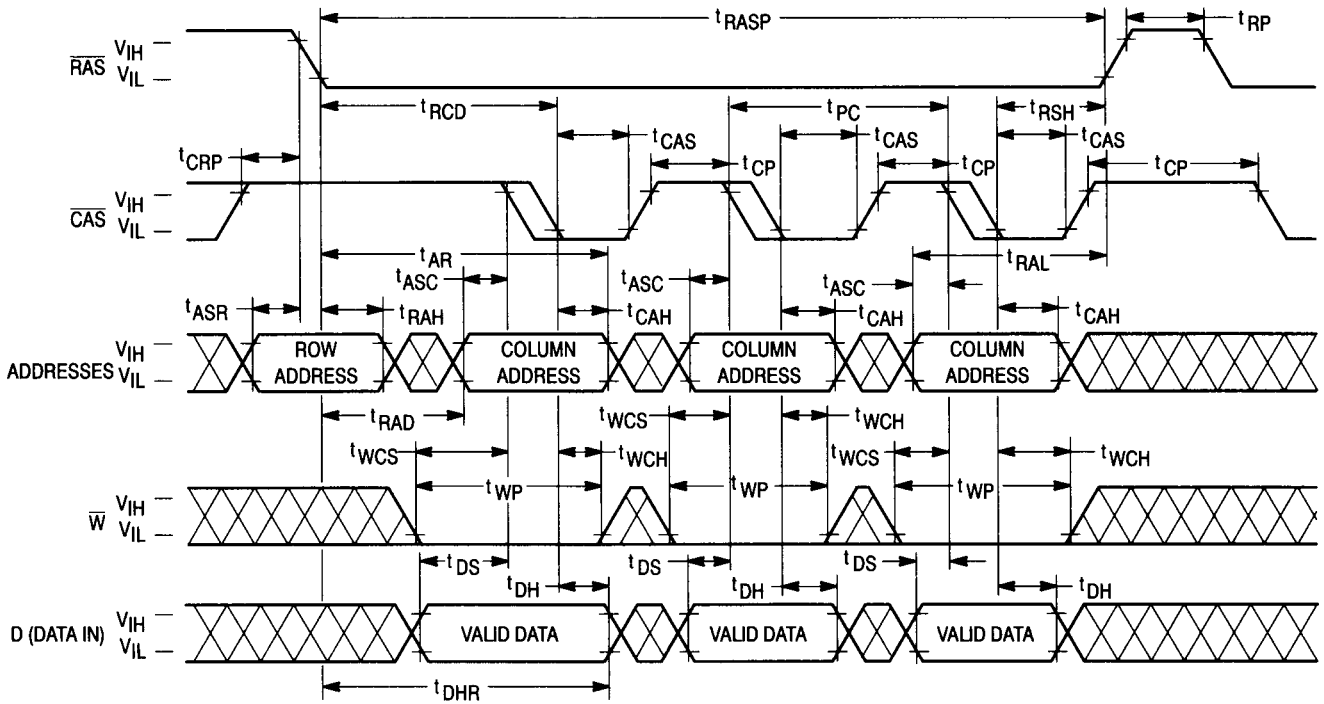 tRASP
tRP
RAS
VIH
VIL
tRCD
tPC
tRSH
tCAS
tCAS
tCAS
tCRP
tCP
tCP
tCP
CAS
VIH
VIL
tAR
tRAL
tASC
tASC
tASC
tASR
tRAH
tCAH
tCAH
tCAH
ADDRESSES
VIH
VIL
ROW
ADDRESS
COLUMN
ADDRESS
COLUMN
ADDRESS
COLUMN
ADDRESS
tRAD
tWCS
tWCH
tWCS
tWCH
tWCS
tWCH
tWP
tWP
tWP
W
VIH
VIL
tDS
tDS
tDS
tDH
tDH
tDH
D (DATA IN)
VIH
VIL
VALID DATA
VALID DATA
VALID DATA
tDHR